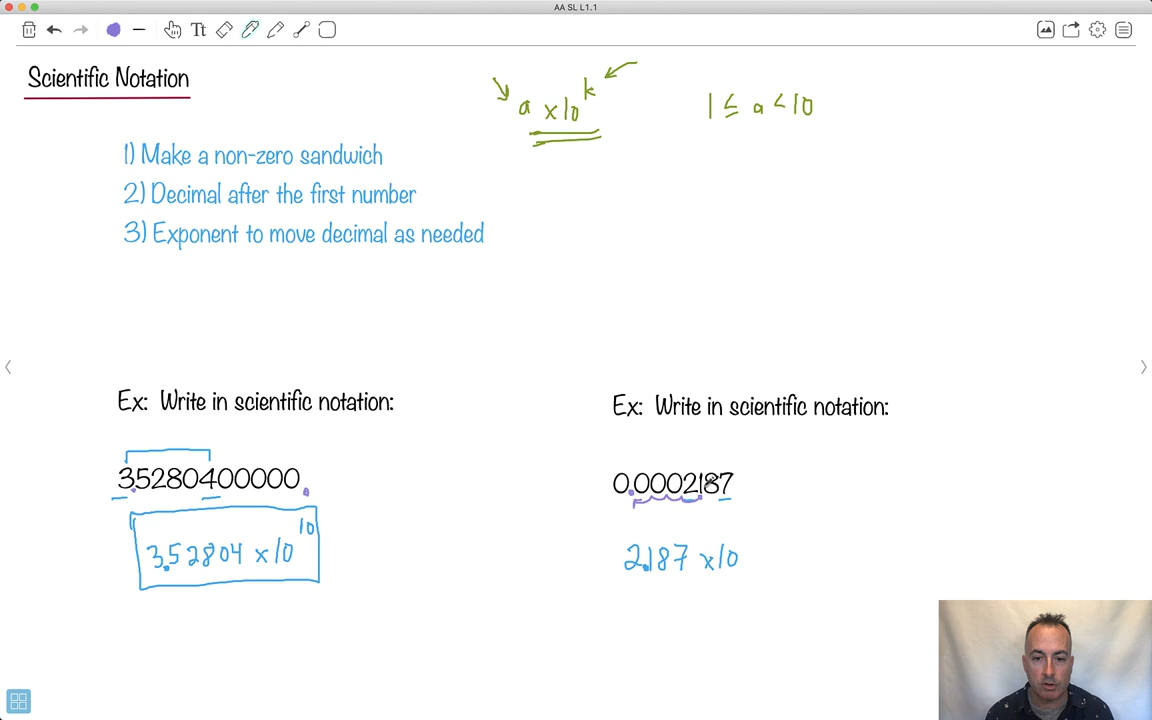 AA SL L1.1
Tt
Scientific Notation
a x10^k
1 ≤ a < 10
1) Make a non-zero sandwich
2) Decimal after the first number
3) Exponent to move decimal as needed
Ex: Write in scientific notation:
35280400000.
3.52804 x10^10
Ex: Write in scientific notation:
0.0002187
2.187 x10